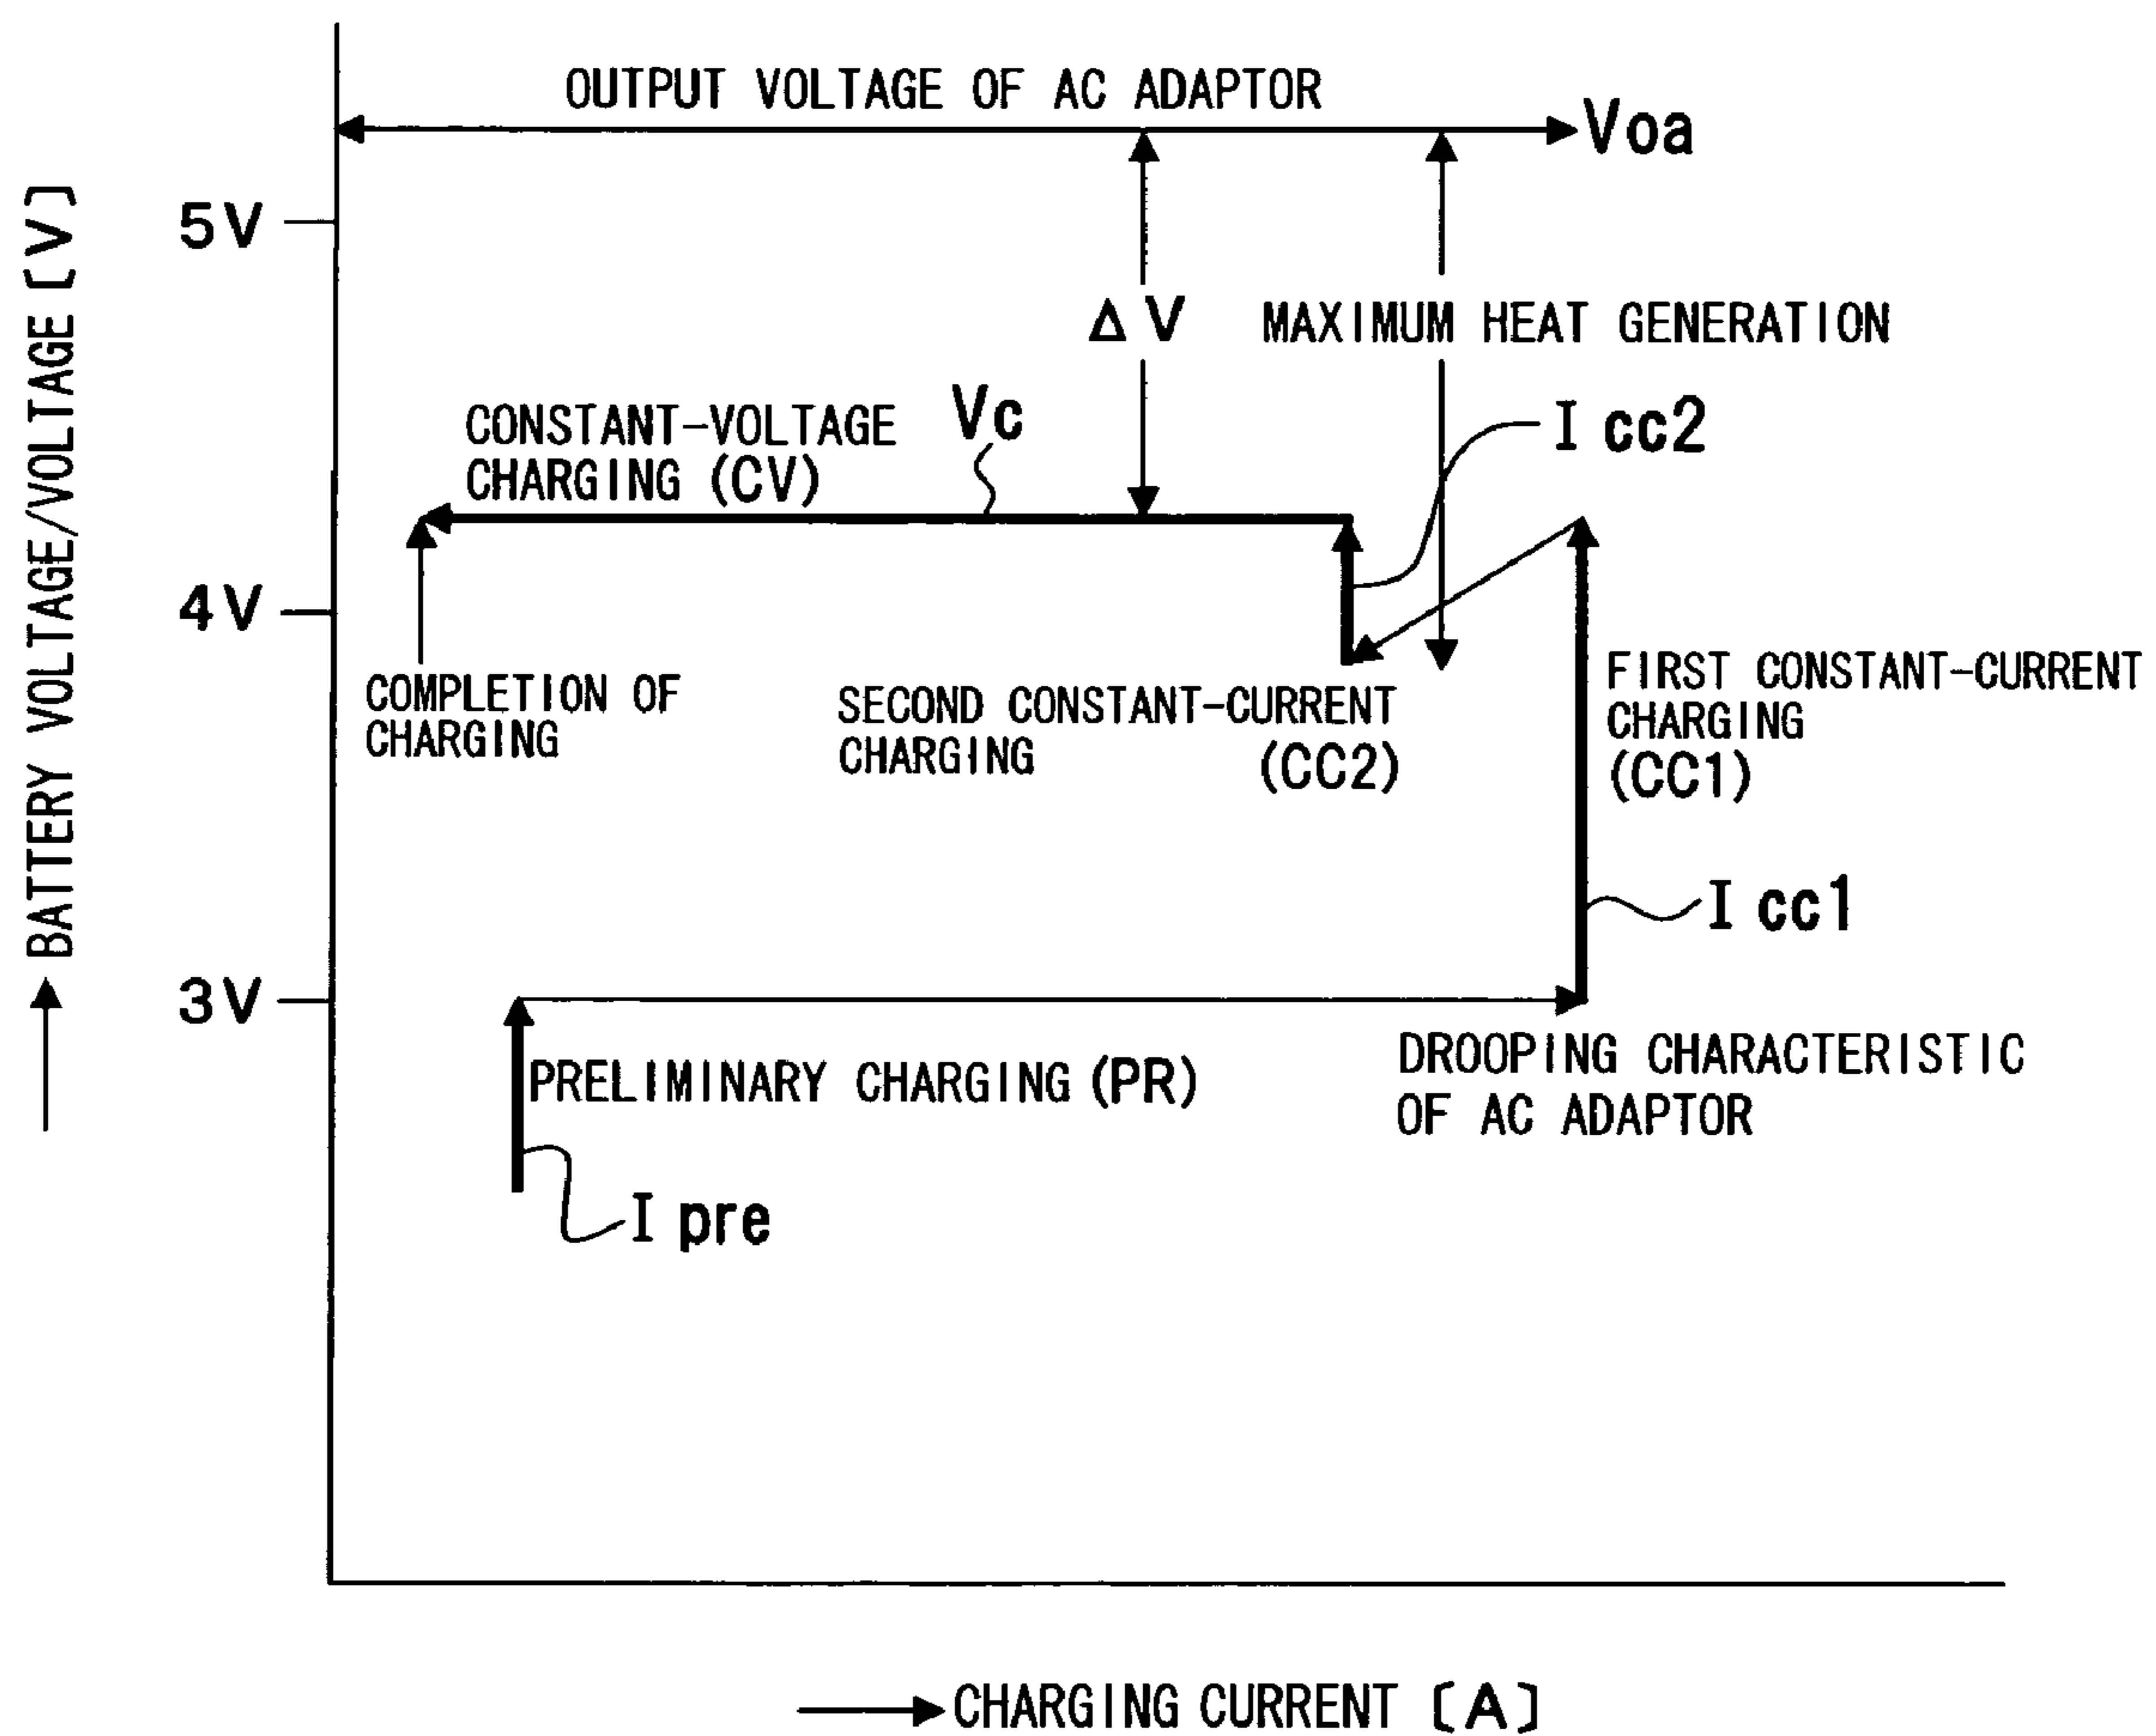 OUTPUT VOLTAGE OF AC ADAPTOR
Voa
5V
ΔV
MAXIMUM HEAT GENERATION
CONSTANT-VOLTAGE
CHARGING (CV)
Vc
I cc2
4V
COMPLETION OF
CHARGING
SECOND CONSTANT-CURRENT
CHARGING (CC2)
FIRST CONSTANT-CURRENT
CHARGING
(CC1)
I cc1
3V
PRELIMINARY CHARGING (PR)
DROOPING CHARACTERISTIC
OF AC ADAPTOR
I pre
BATTERY VOLTAGE/VOLTAGE [V]
CHARGING CURRENT [A]